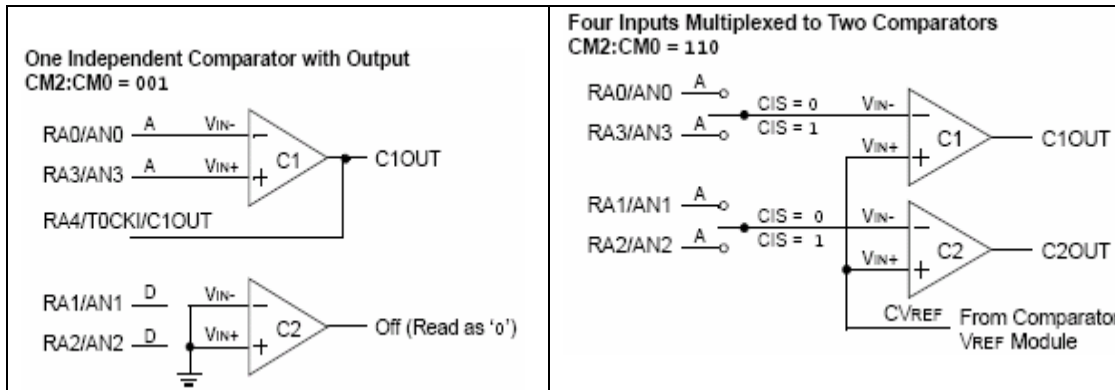 One Independent Comparator with Output
CM2:CM0 = 001
RA0/AN0 A VIN- −
RA3/AN3 A VIN+ + C1 C1OUT
RA4/T0CKI/C1OUT
RA1/AN1 D VIN- −
RA2/AN2 D VIN+ + C2 Off (Read as '0')
Four Inputs Multiplexed to Two Comparators
CM2:CM0 = 110
RA0/AN0 A CIS = 0 VIN- −
RA3/AN3 A CIS = 1 VIN+ + C1 C1OUT
RA1/AN1 A CIS = 0 VIN- −
RA2/AN2 A CIS = 1 VIN+ + C2 C2OUT
CVREF From Comparator
VREF Module